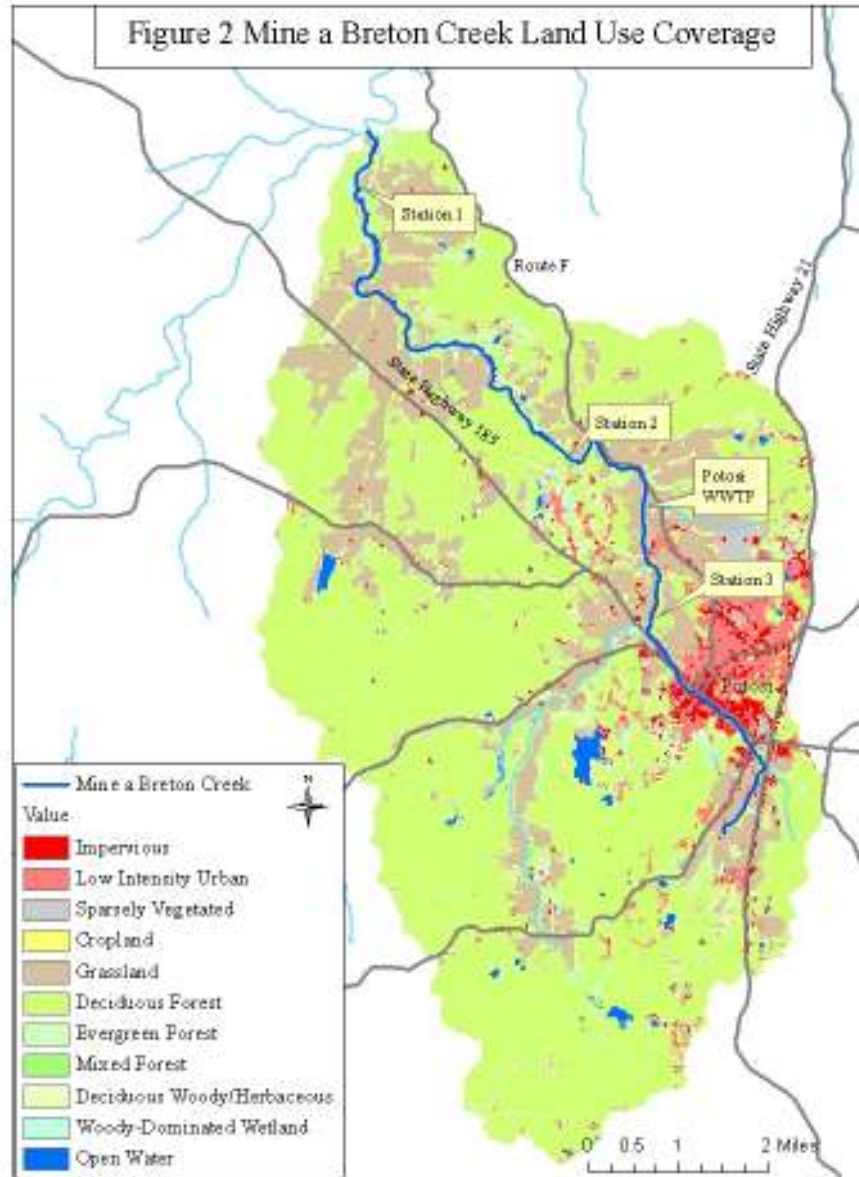 Figure 2 Mine a Breton Creek Land Use Coverage
Station 1
Route F
State Highway 21
State Highway 185
Station 2
Potosi
WWTP
Station 3
Potosi
Mine a Breton Creek
N
Value
Impervious
Low Intensity Urban
Sparsely Vegetated
Cropland
Grassland
Deciduous Forest
Evergreen Forest
Mixed Forest
Deciduous Woody/Herbaceous
Woody-Dominated Wetland
Open Water
0 0.5 1 2 Miles